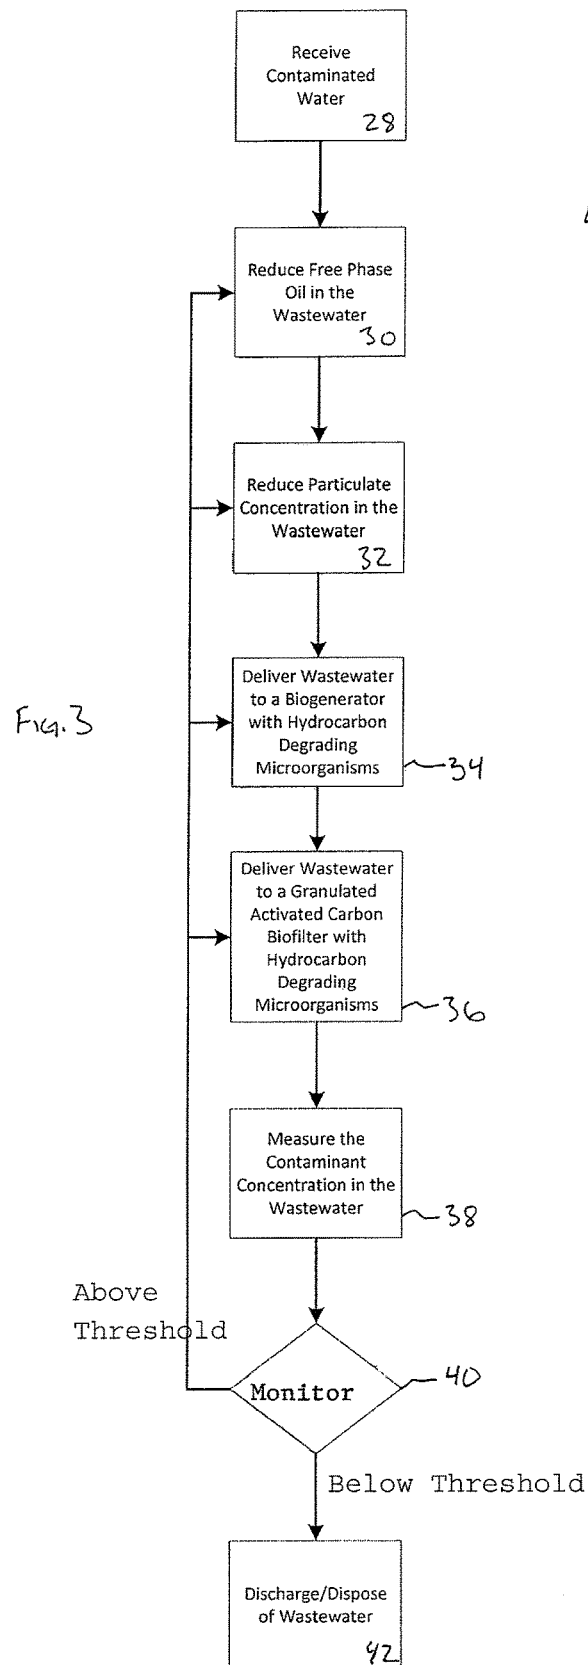 Receive
Contaminated
Water
28
Reduce Free Phase
Oil in the
Wastewater
30
Reduce Particulate
Concentration in the
Wastewater
32
Fig.3
Deliver Wastewater
to a Biogenerator
with Hydrocarbon
Degrading
Microorganisms
34
Deliver Wastewater
to a Granulated
Activated Carbon
Biofilter with
Hydrocarbon
Degrading
Microorganisms
36
Measure the
Contaminant
Concentration in the
Wastewater
38
Above
Threshold
Monitor
40
Below Threshold
Discharge/Dispose
of Wastewater
42